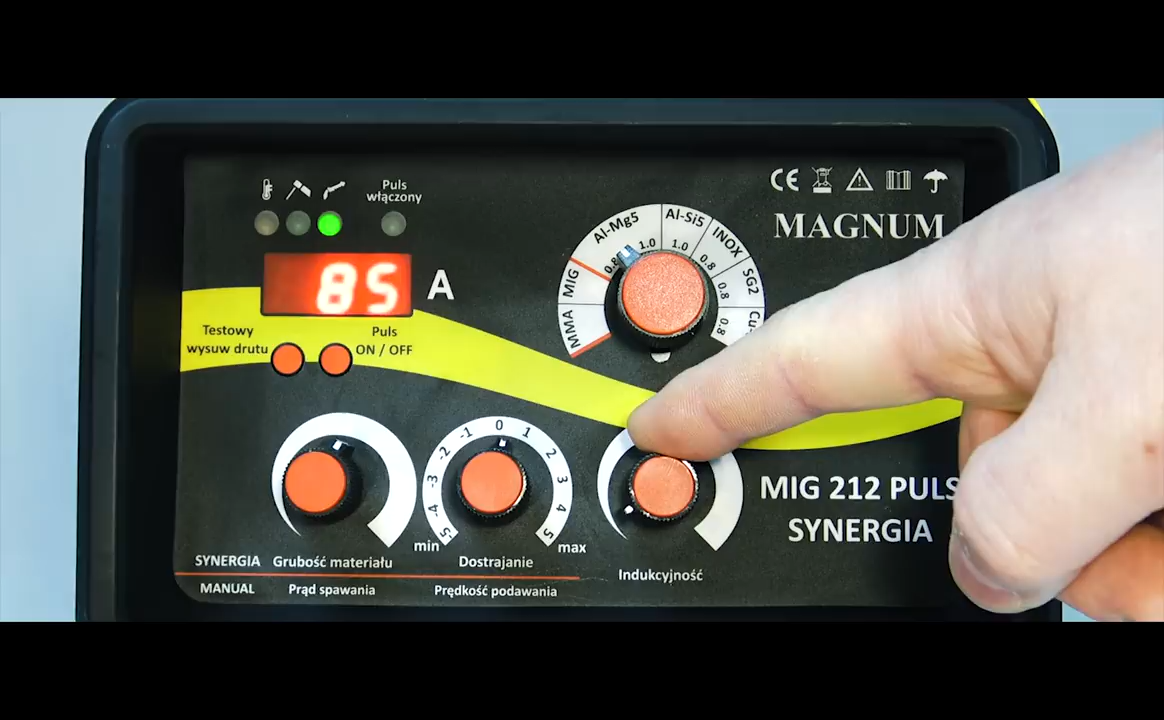 Puls
włączony
CE
MAGNUM
85 A
Testowy
wysuw drutu
Puls
ON / OFF
MMA
MIG
Al-Mg5
Al-Si5
INOX
SG2
0.8
1.0
1.0
0.8
0.8
0.8
-5 -4 -3 -2 -1 0 1 2 3 4 5
min
max
MIG 212 PULS
SYNERGIA
SYNERGIA Grubość materiału Dostrajanie
Indukcyjność
MANUAL Prąd spawania Prędkość podawania